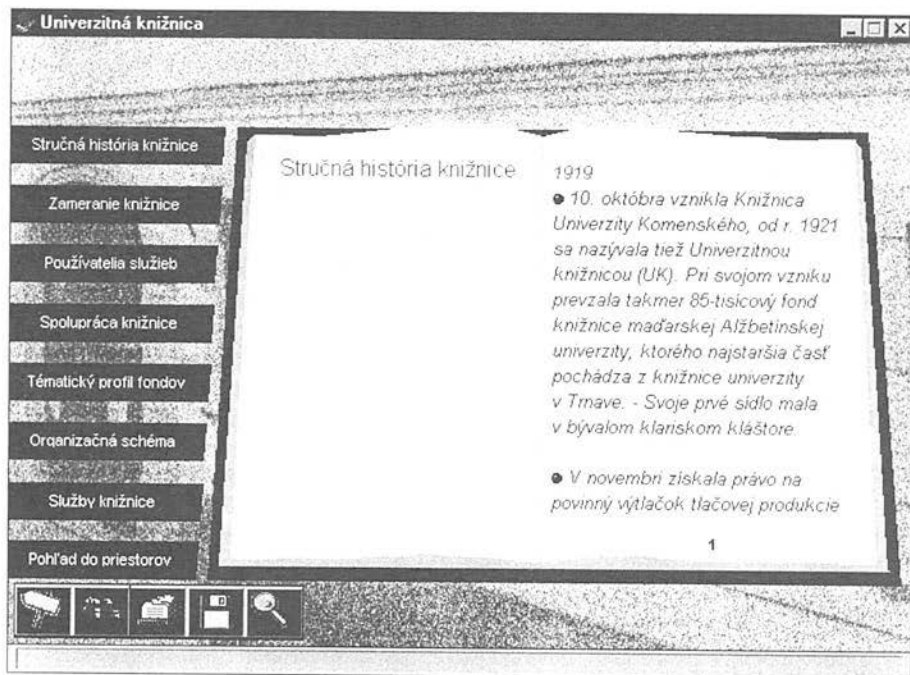 Univerzitná knižnica
Stručná história knižnice
Zameranie knižnice
Používatelia služieb
Spolupráca knižnice
Tématický profil fondov
Organizačná schéma
Služby knižnice
Pohľad do priestorov
Stručná história knižnice
1919
● 10. októbra vznikla Knižnica
Univerzity Komenského, od r. 1921
sa nazývala tiež Univerzitnou
knižnicou (UK). Pri svojom vzniku
prevzala takmer 85-tisícový fond
knižnice maďarskej Alžbetínskej
univerzity, ktorého najstaršia časť
pochádza z knižnice univerzity
v Trnave. - Svoje prvé sídlo mala
v bývalom klariskom kláštore.
● V novembri získala právo na
povinný výtlačok tlačovej produkcie
1